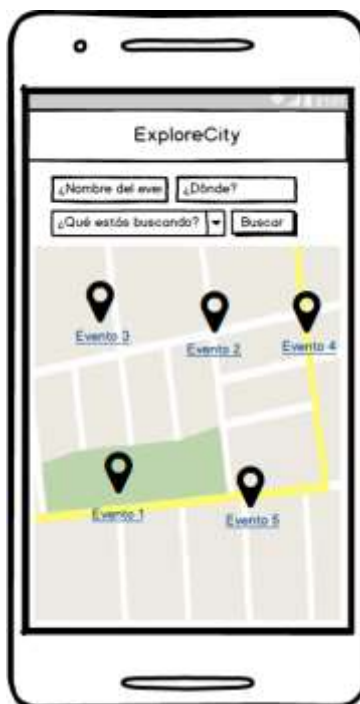 ExploreCity
¿Nombre del even ¿Dónde?
¿Qué estás buscando? Buscar
Evento 3
Evento 2
Evento 4
Evento 1
Evento 5